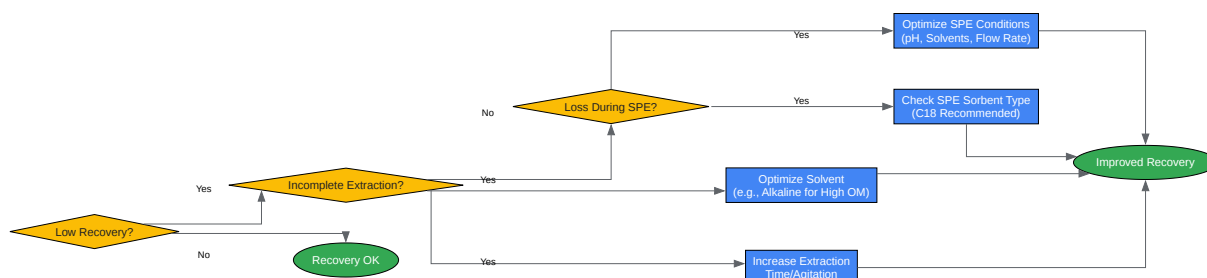 Optimize SPE Conditions
(pH, Solvents, Flow Rate)
Yes
Loss During SPE?
Yes
Check SPE Sorbent Type
(C18 Recommended)
No
Improved Recovery
Incomplete Extraction?
Yes
Yes
Optimize Solvent
(e.g., Alkaline for High OM)
Low Recovery?
No
Recovery OK
Yes
Increase Extraction
Time/Agitation